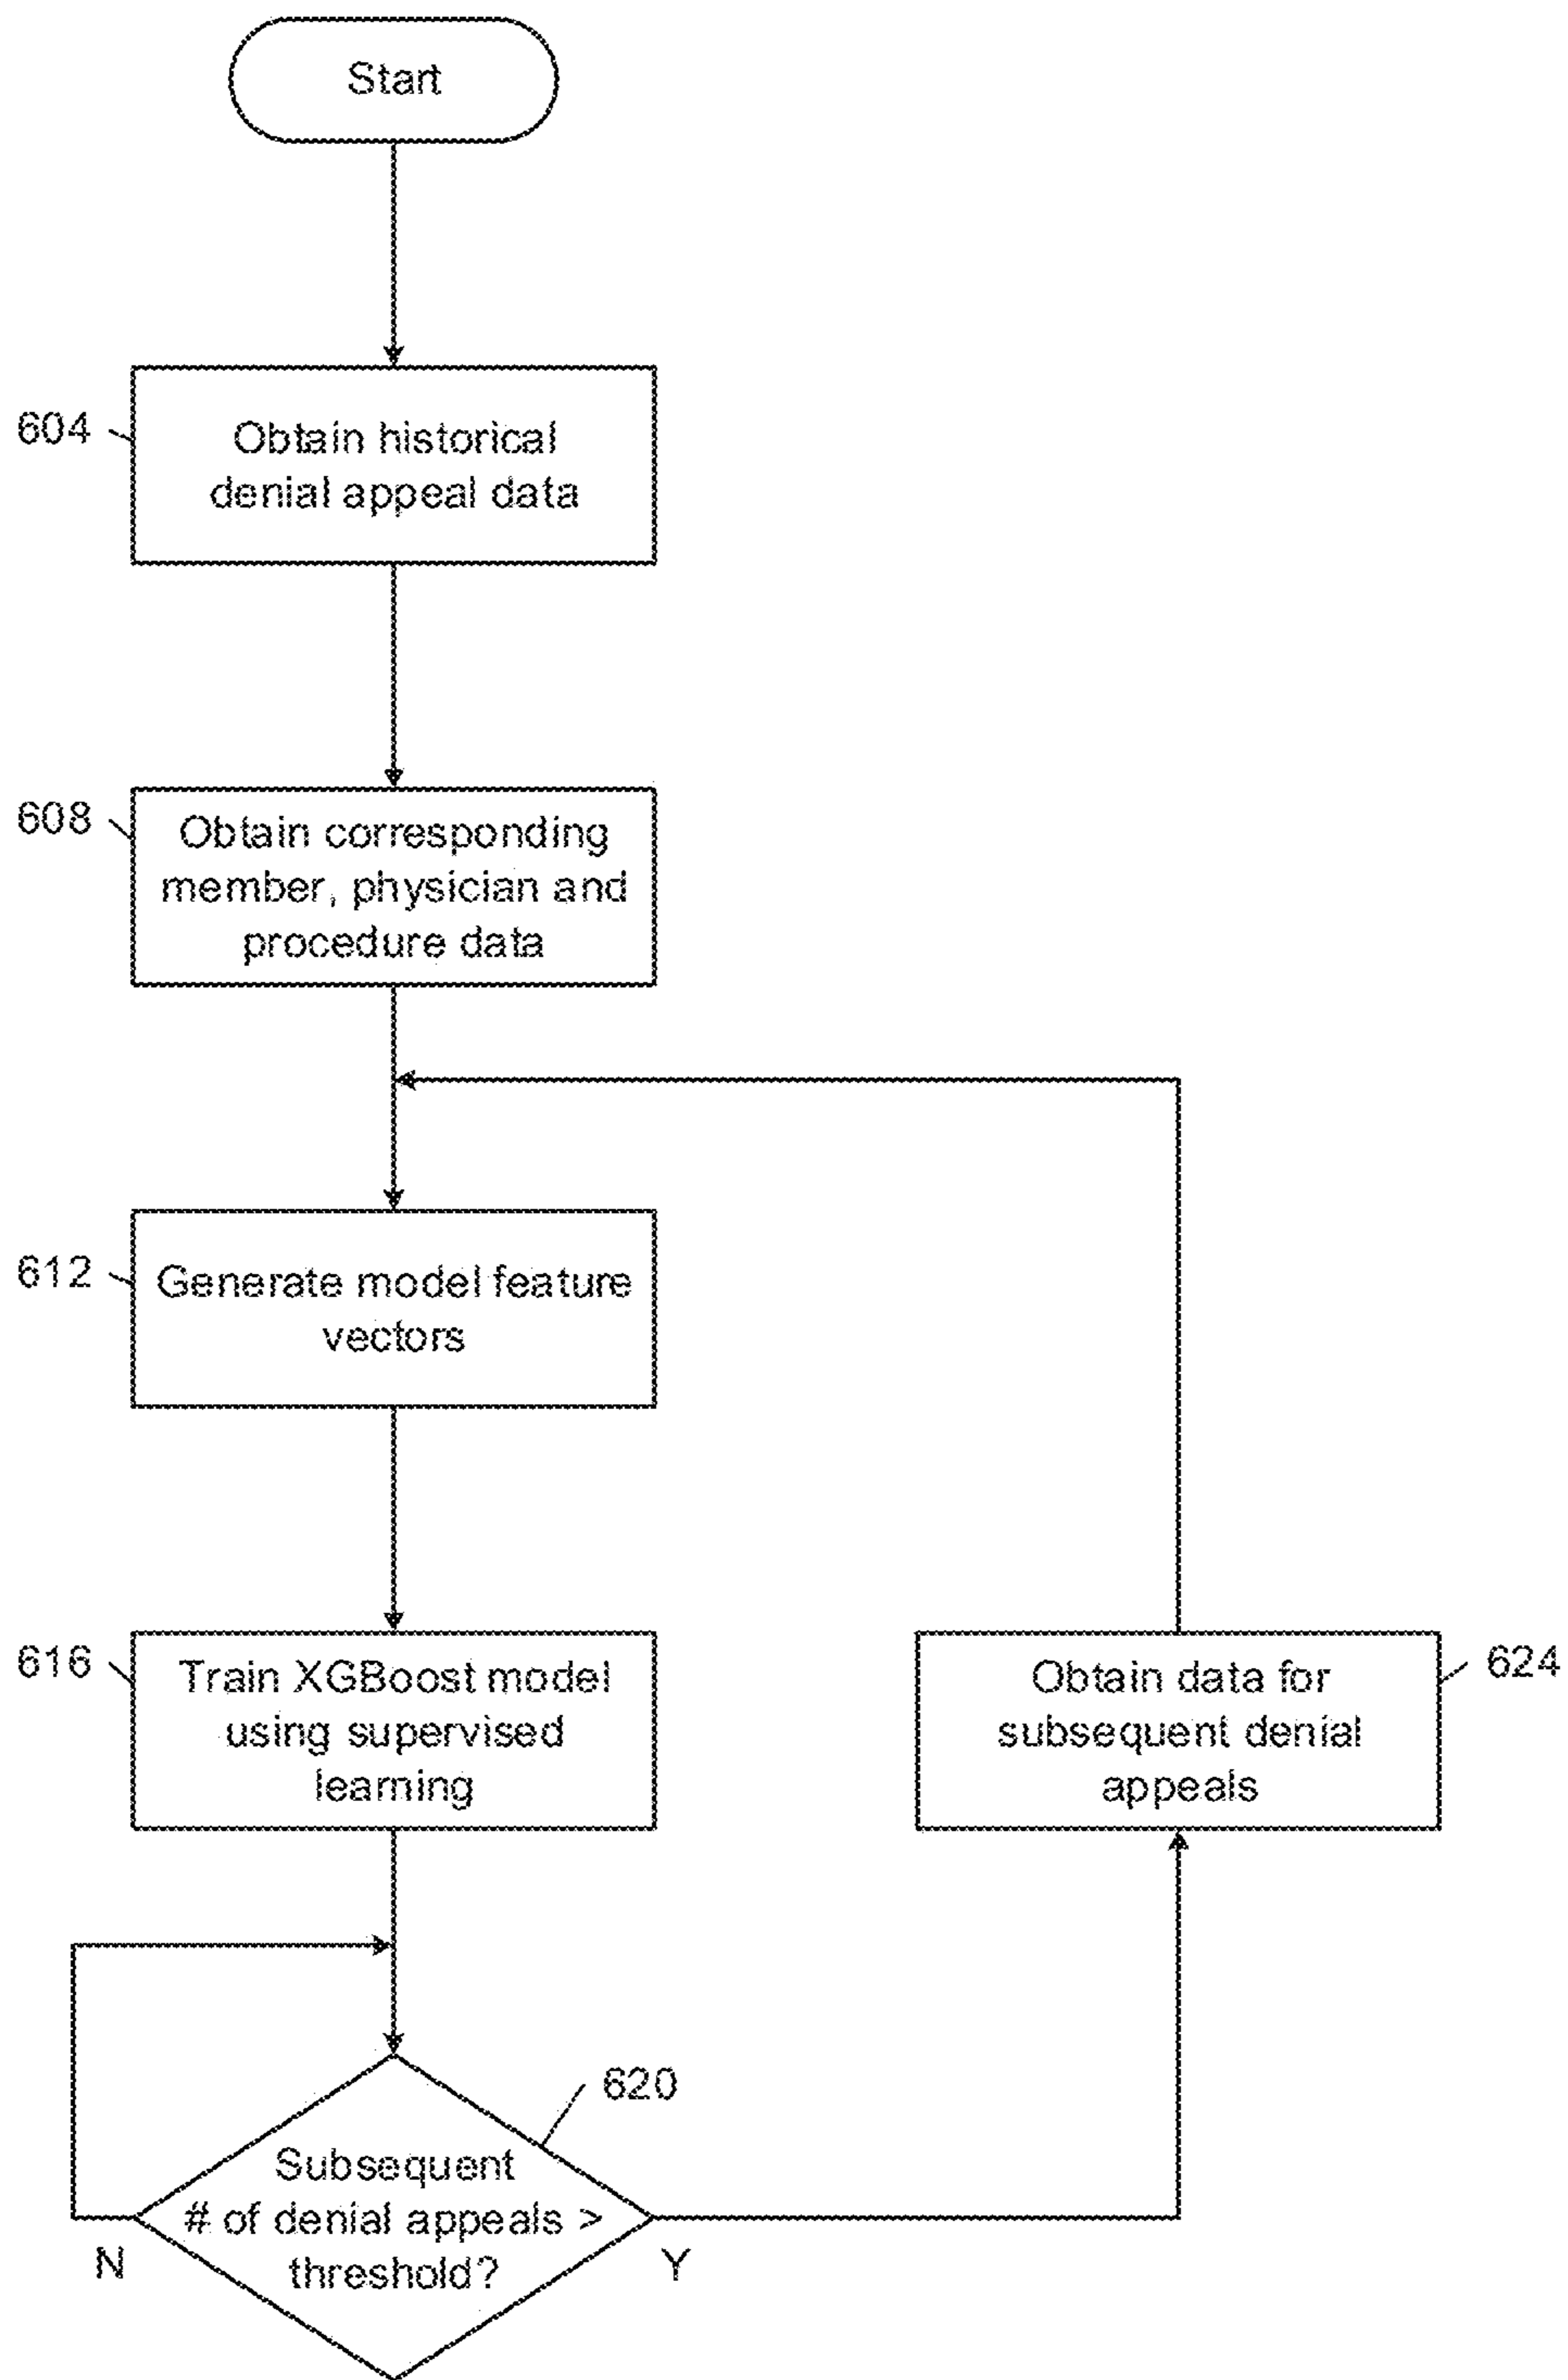 Start
604
Obtain historical
denial appeal data
608
Obtain corresponding
member, physician and
procedure data
612
Generate model feature
vectors
616
Train XGBoost model
using supervised
learning
Obtain data for
subsequent denial
appeals
624
620
Subsequent
# of denial appeals >
threshold?
N
Y